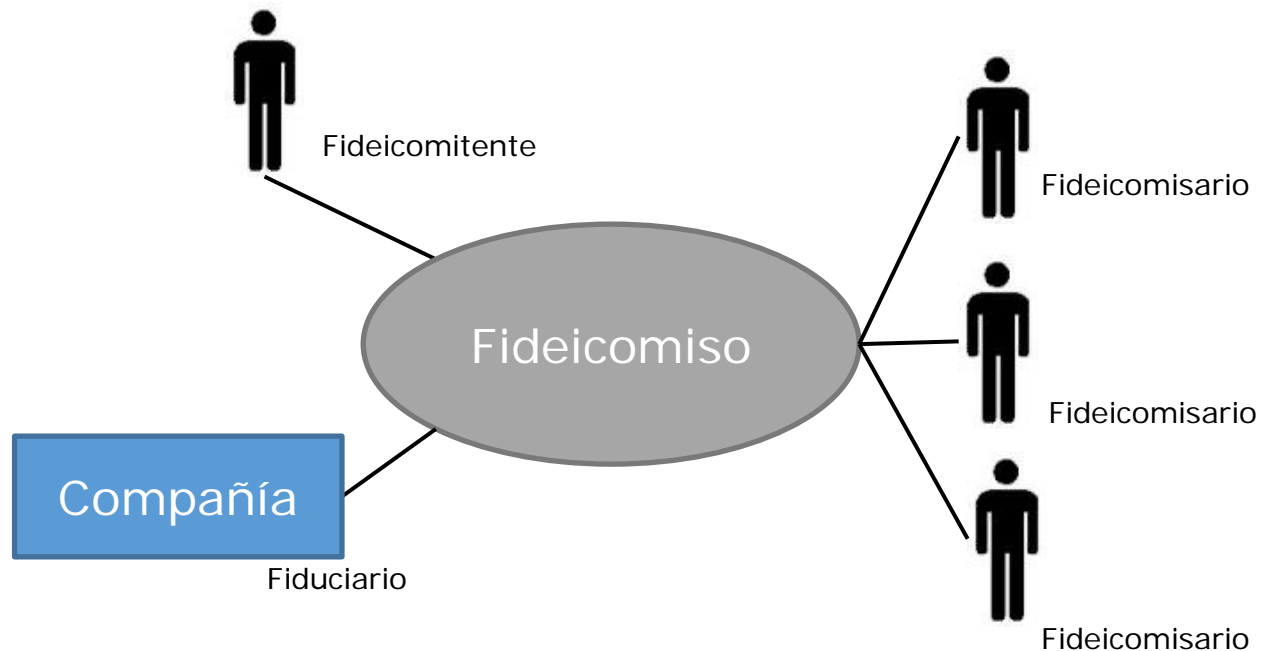 Fideicomitente
Fideicomisario
Fideicomiso
Fideicomisario
Compañía
Fiduciario
Fideicomisario